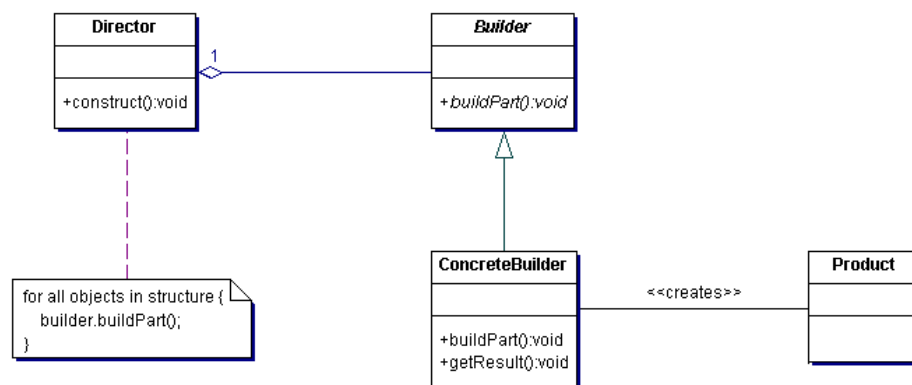 Director
+construct():void
1
Builder
+buildPart():void
for all objects in structure {
builder.buildPart();
}
ConcreteBuilder
+buildPart():void
+getResult():void
<<creates>>
Product